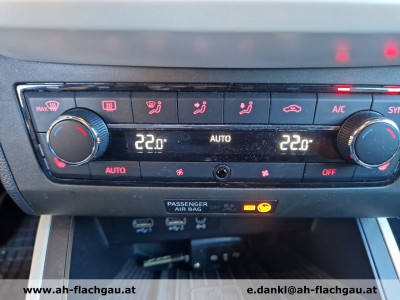 MAX
A/C
SYN
22.0°
AUTO
22.0°
AUTO
OFF
PASSENGER
AIR BAG
www.ah-flachgau.at
e.dankl@ah-flachgau.at